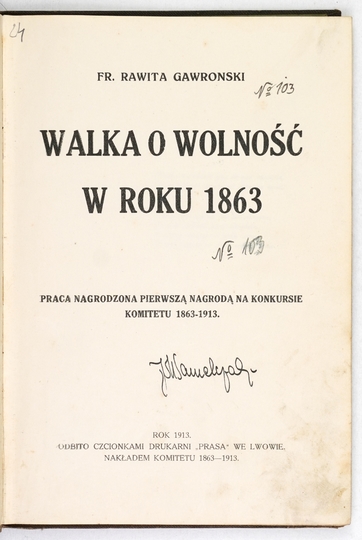 24
FR. RAWITA GAWRONSKI
No 103
WALKA O WOLNOŚĆ
W ROKU 1863
No 103
PRACA NAGRODZONA PIERWSZĄ NAGRODĄ NA KONKURSIE
KOMITETU 1863-1913.
ROK 1913.
ODBITO CZCIONKAMI DRUKARNI „PRASA" WE LWOWIE.
NAKŁADEM KOMITETU 1863—1913.